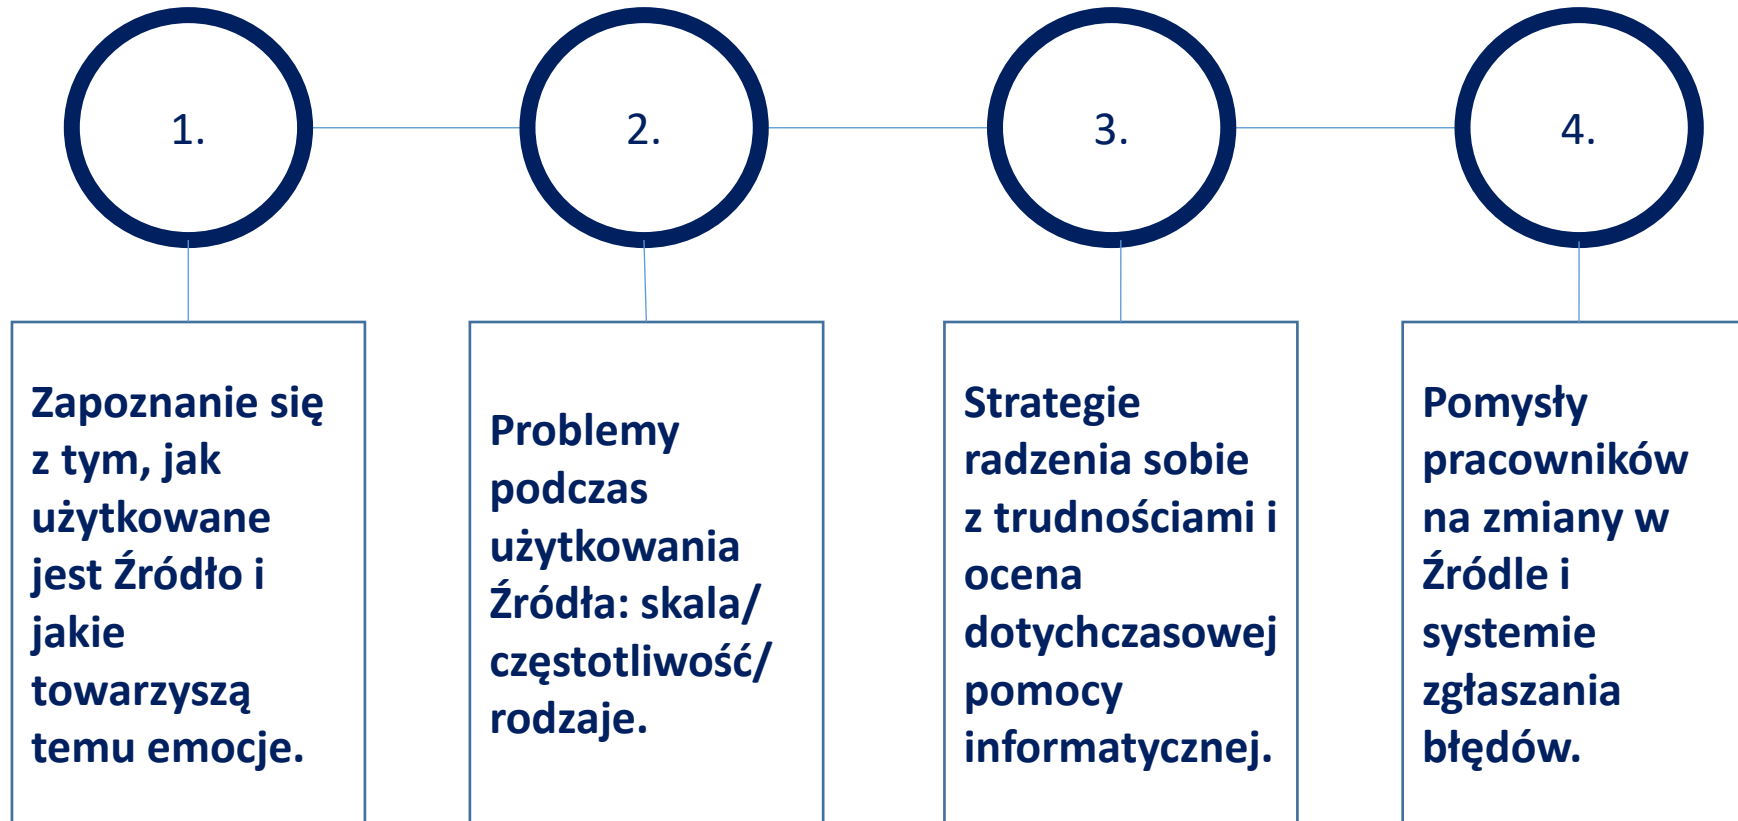 1.
2.
3.
4.
Zapoznanie się
z tym, jak
użytkowane
jest Źródło i
jakie
towarzyszą
temu emocje.
Problemy
podczas
użytkowania
Źródła: skala/
częstotliwość/
rodzaje.
Strategie
radzenia sobie
z trudnościami i
ocena
dotychczasowej
pomocy
informatycznej.
Pomysły
pracowników
na zmiany w
Źródle i
systemie
zgłaszania
błędów.